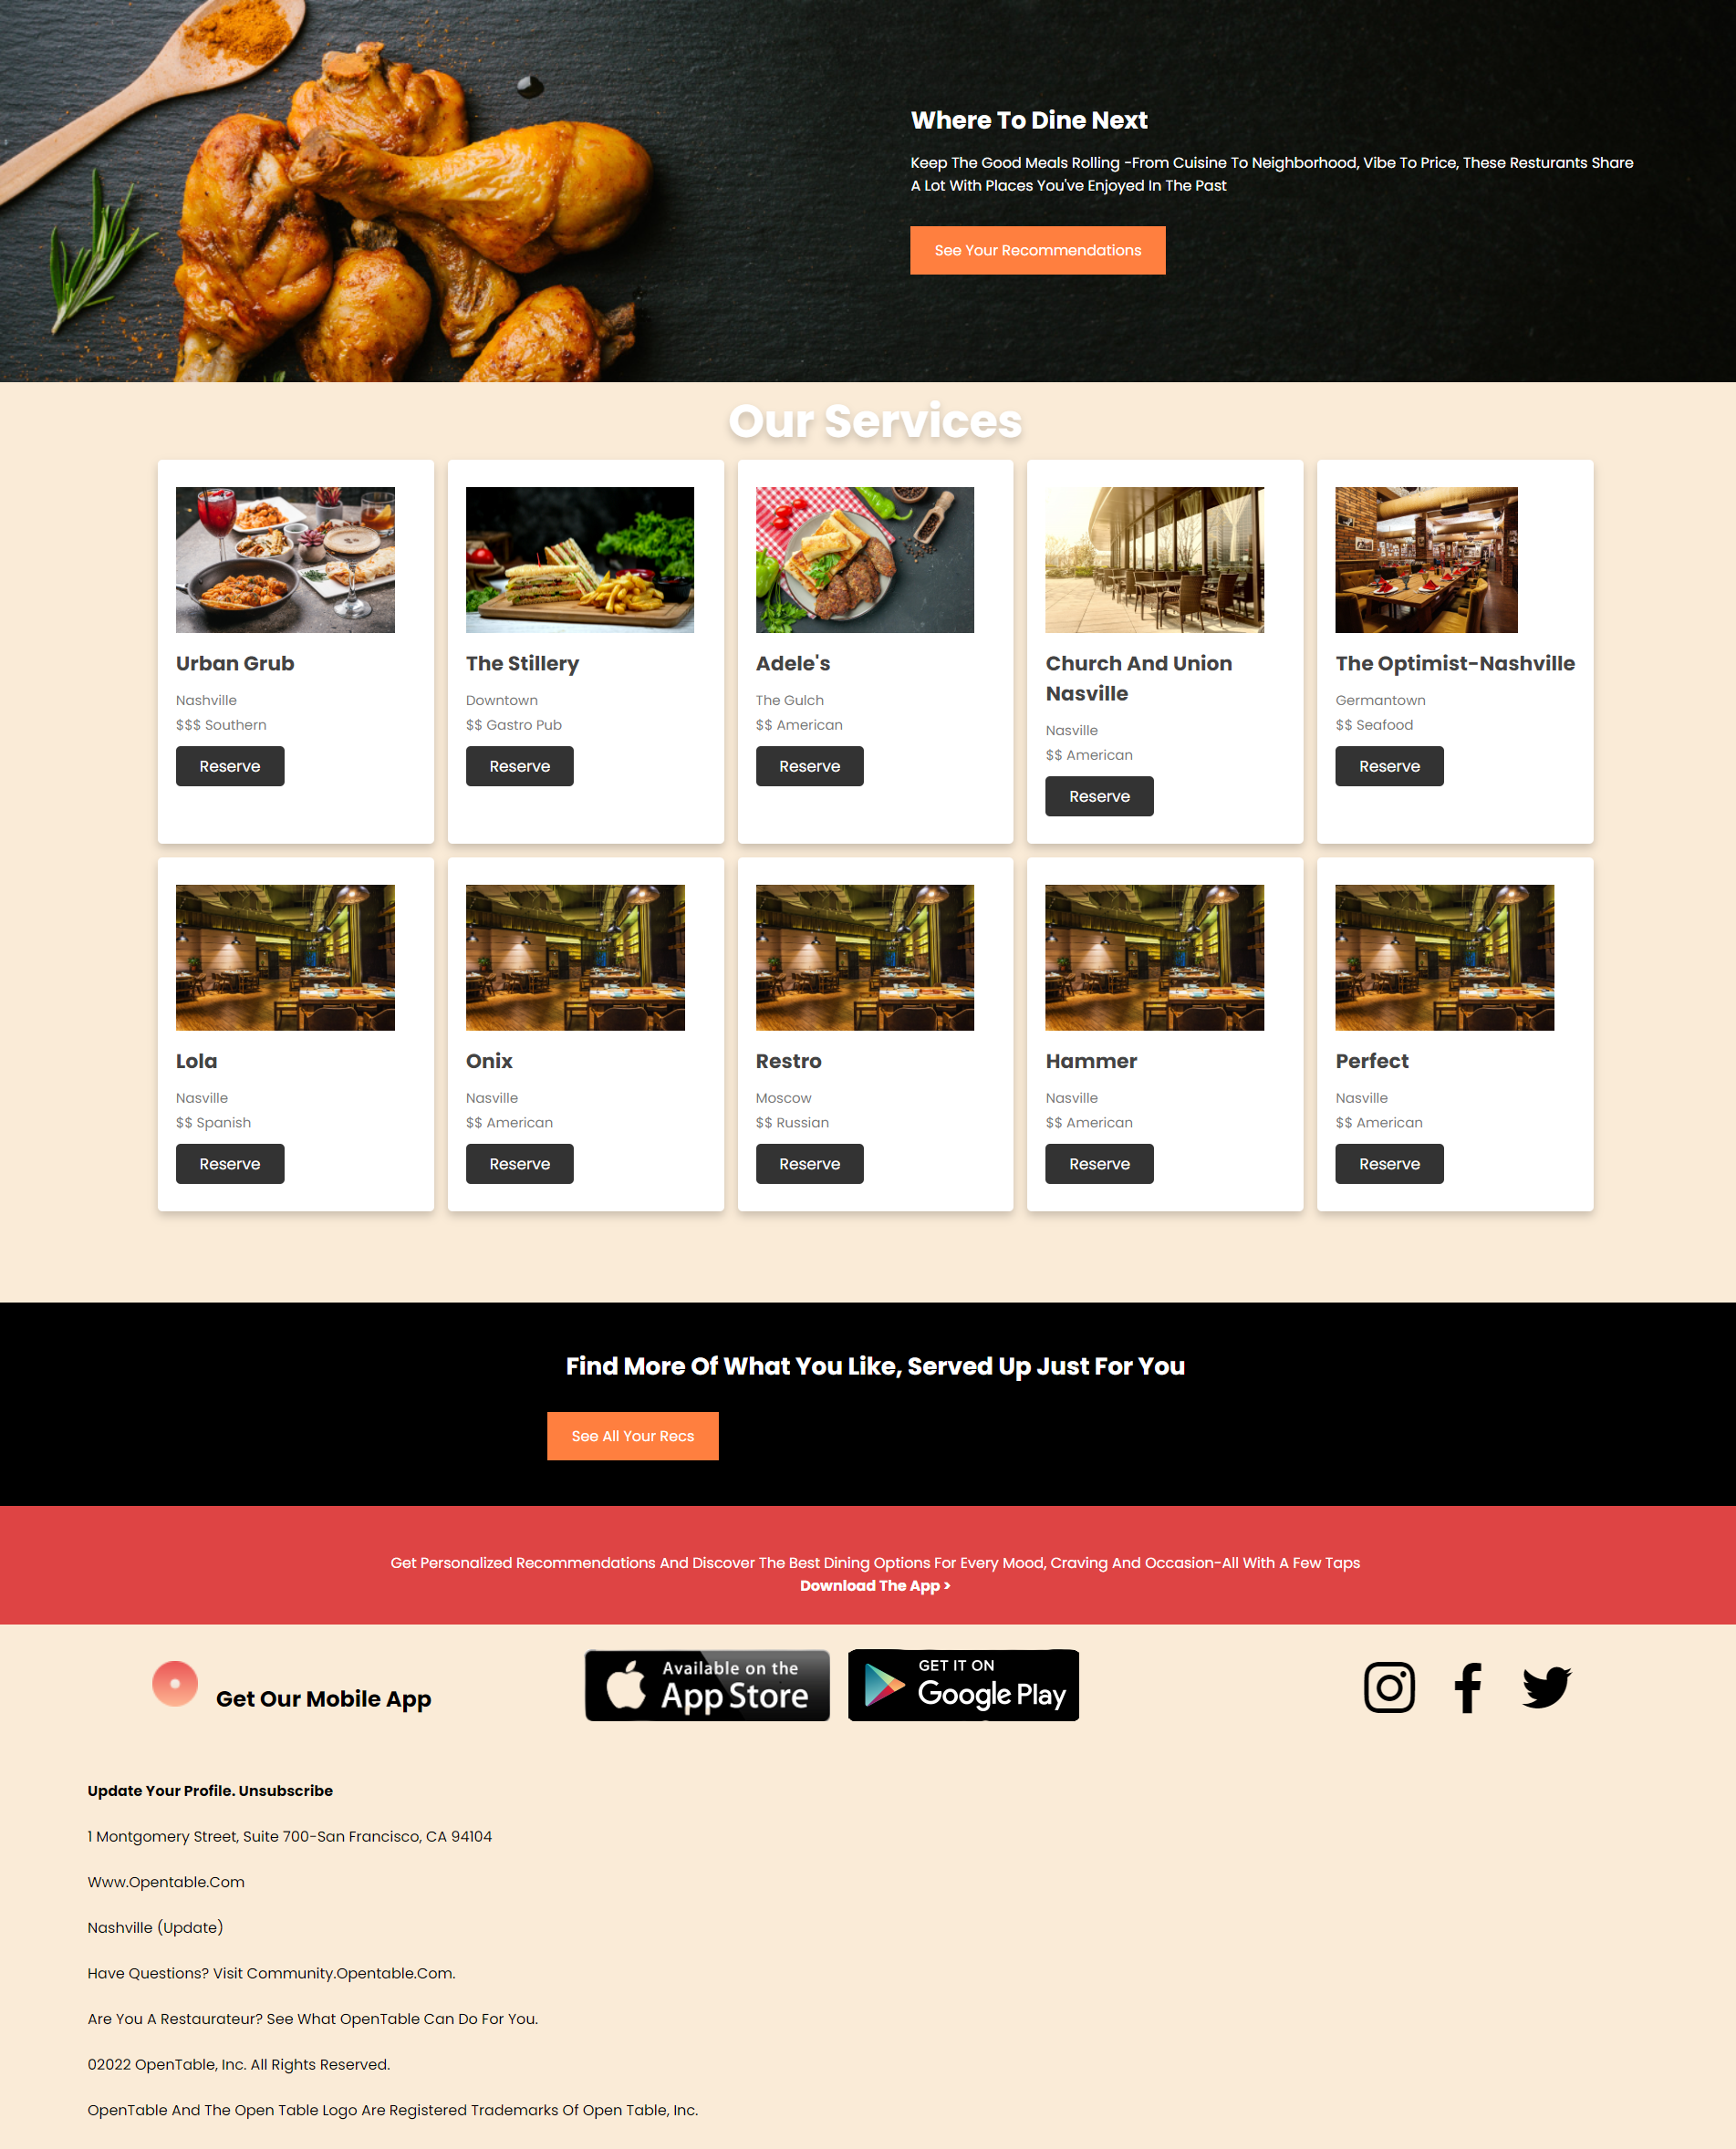 Where To Dine Next
Keep The Good Meals Rolling -From Cuisine To Neighborhood, Vibe To Price, These Resturants Share
A Lot With Places You've Enjoyed In The Past
See Your Recommendations
Our Services
Urban Grub
Nashville
$$$ Southern
Reserve
The Stillery
Downtown
$$ Gastro Pub
Reserve
Adele's
The Gulch
$$ American
Reserve
Church And Union
Nasville
Nasville
$$ American
Reserve
The Optimist-Nashville
Germantown
$$ Seafood
Reserve
Lola
Nasville
$$ Spanish
Reserve
Onix
Nasville
$$ American
Reserve
Restro
Moscow
$$ Russian
Reserve
Hammer
Nasville
$$ American
Reserve
Perfect
Nasville
$$ American
Reserve
Find More Of What You Like, Served Up Just For You
See All Your Recs
Get Personalized Recommendations And Discover The Best Dining Options For Every Mood, Craving And Occasion-All With A Few Taps
Download The App >
Get Our Mobile App
Available on the
App Store
GET IT ON
Google Play
Update Your Profile. Unsubscribe
1 Montgomery Street, Suite 700-San Francisco, CA 94104
Www.Opentable.Com
Nashville (Update)
Have Questions? Visit Community.Opentable.Com.
Are You A Restaurateur? See What OpenTable Can Do For You.
02022 OpenTable, Inc. All Rights Reserved.
OpenTable And The Open Table Logo Are Registered Trademarks Of Open Table, Inc.